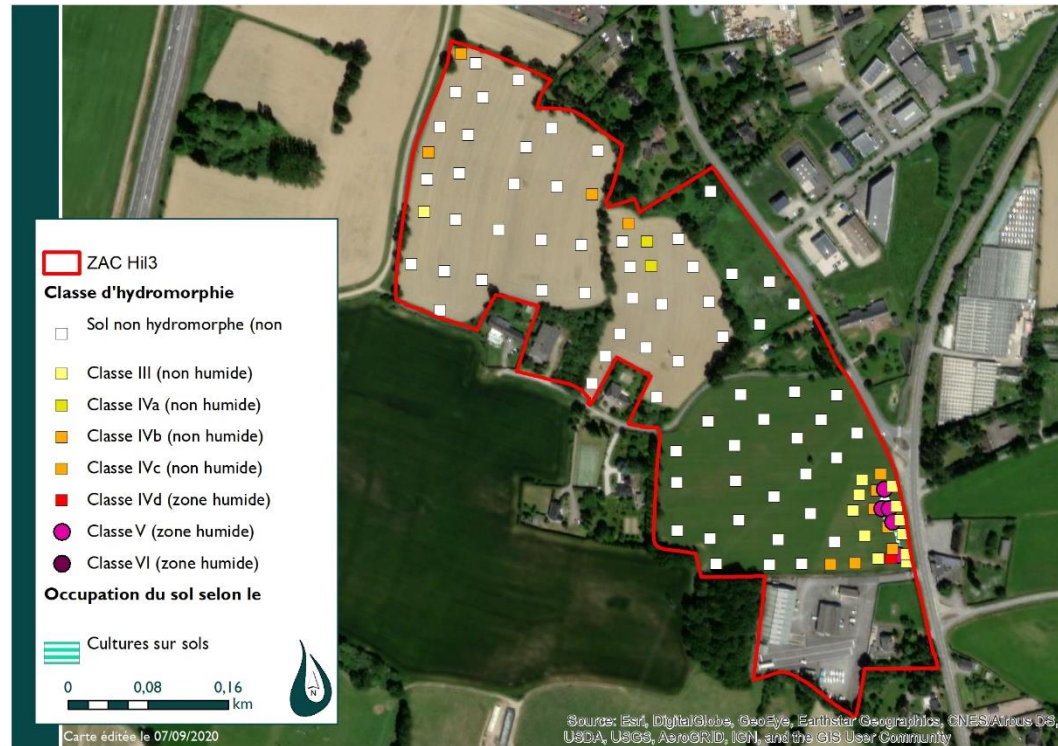 ZAC Hil3
Classe d'hydromorphie
Sol non hydromorphe (non
Classe III (non humide)
Classe IVa (non humide)
Classe IVb (non humide)
Classe IVc (non humide)
Classe IVd (zone humide)
Classe V (zone humide)
Classe VI (zone humide)
Occupation du sol selon le
Cultures sur sols
0 0,08 0,16
km
N
Carte éditée le 07/09/2020
Source: Esri, DigitalGlobe, GeoEye, Earthstar Geographics, CNES/Airbus DS,
USDA, USGS, AeroGRID, IGN, and the GIS User Community